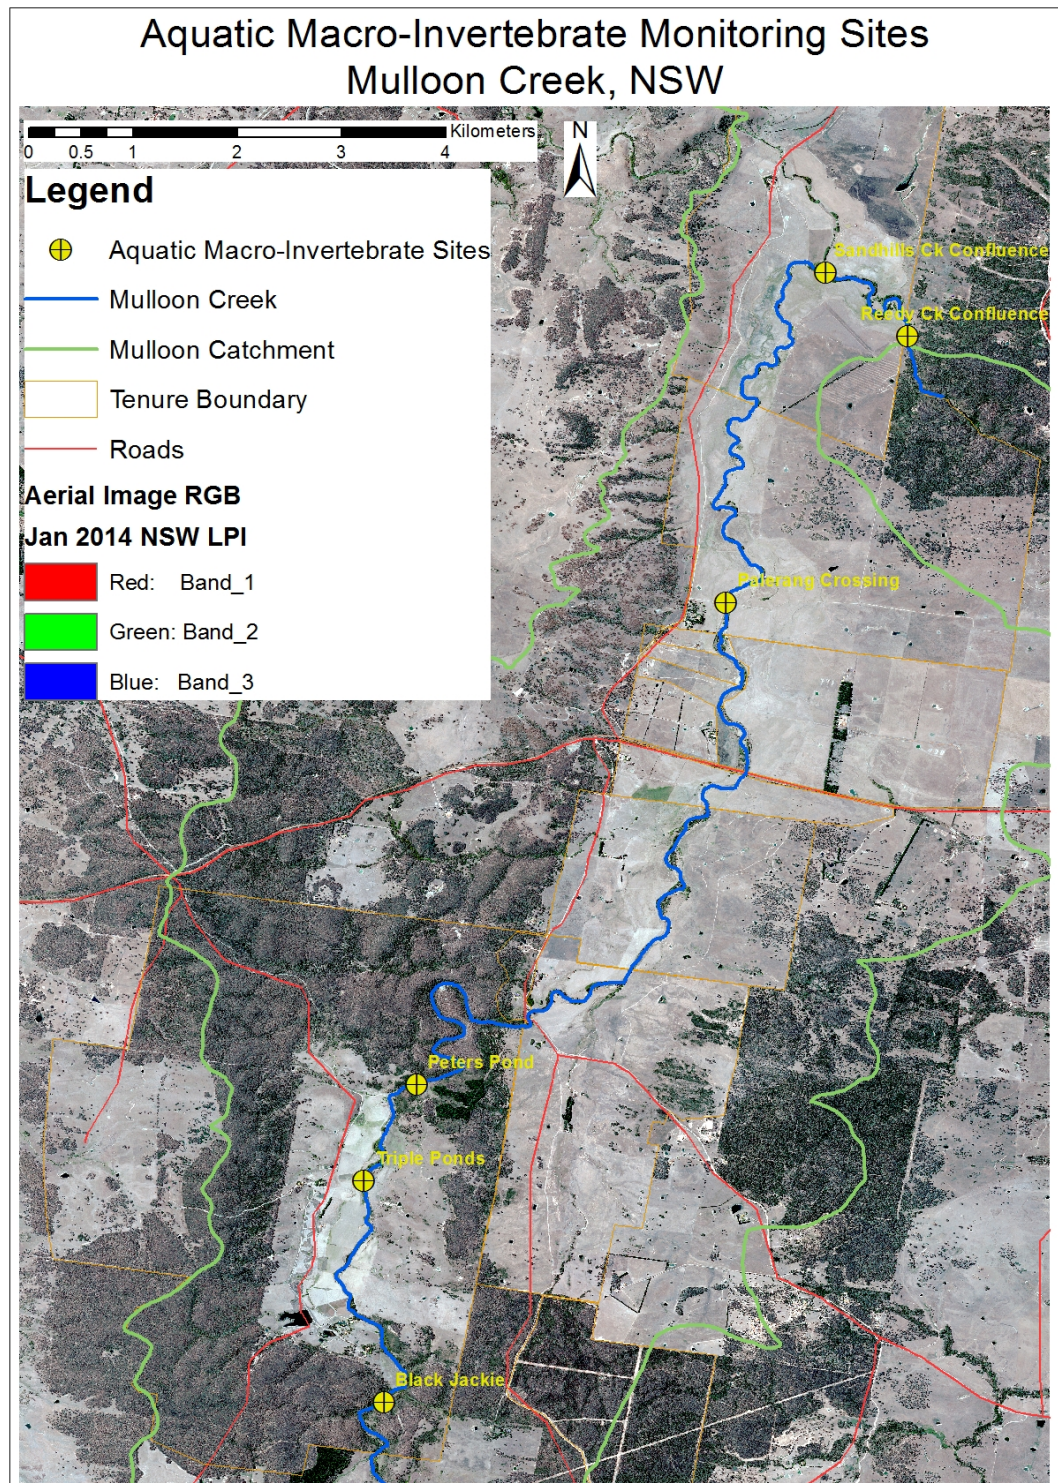 Aquatic Macro-Invertebrate Monitoring Sites
Mulloon Creek, NSW
Kilometers
0 0.5 1 2 3 4
N
Legend
Aquatic Macro-Invertebrate Sites
Mulloon Creek
Mulloon Catchment
Tenure Boundary
Roads
Aerial Image RGB
Jan 2014 NSW LPI
Red: Band_1
Green: Band_2
Blue: Band_3
Sandhills Ck Confluence
Reedy Ck Confluence
Palerang Crossing
Peters Pond
Triple Ponds
Black Jackie